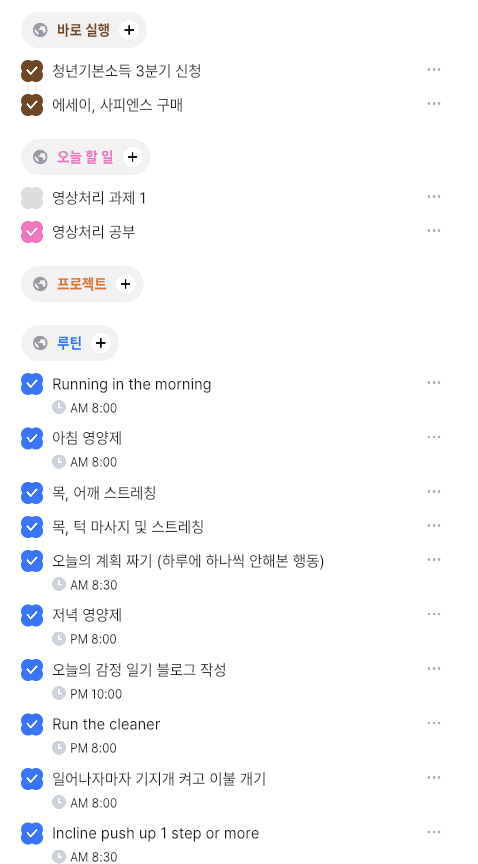 바로 실행 +
청년기본소득 3분기 신청
에세이, 사피엔스 구매
오늘 할 일 +
영상처리 과제 1
영상처리 공부
프로젝트 +
루틴 +
Running in the morning
AM 8:00
아침 영양제
AM 8:00
목, 어깨 스트레칭
목, 턱 마사지 및 스트레칭
오늘의 계획 짜기 (하루에 하나씩 안해본 행동)
AM 8:30
저녁 영양제
PM 8:00
오늘의 감정 일기 블로그 작성
PM 10:00
Run the cleaner
PM 8:00
일어나자마자 기지개 켜고 이불 개기
AM 8:00
Incline push up 1 step or more
AM 8:30